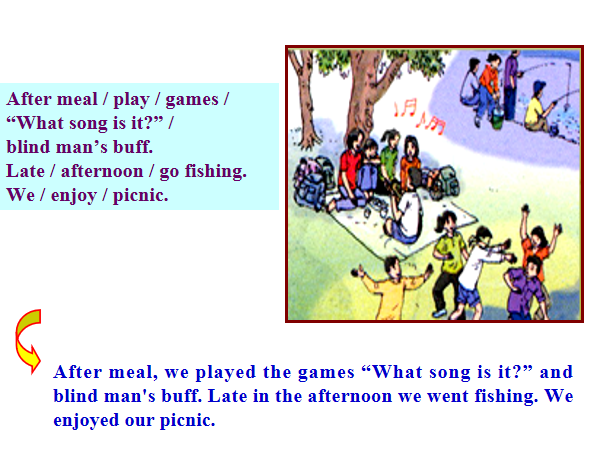 After meal / play / games /
“What song is it?” /
blind man’s buff.
Late / afternoon / go fishing.
We / enjoy / picnic.
After meal, we played the games “What song is it?” and
blind man's buff. Late in the afternoon we went fishing. We
enjoyed our picnic.